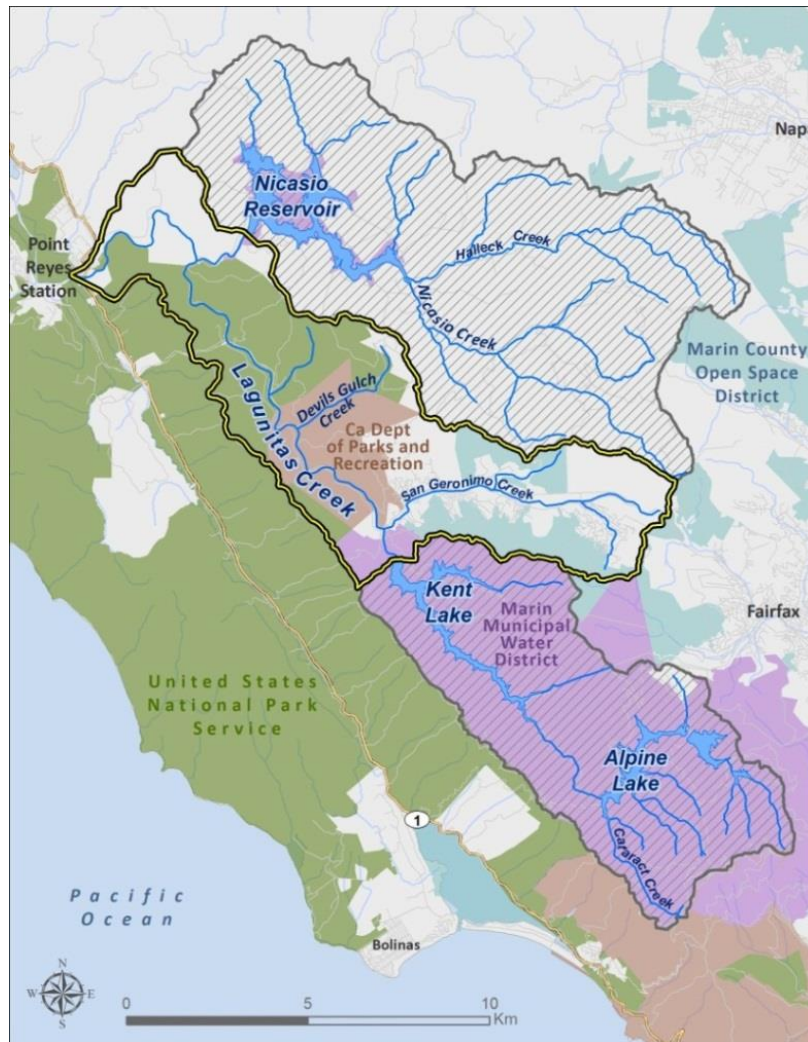 Nap
Nicasio
Reservoir
Point
Reyes
Station
Halleck Creek
Nicasio Creek
Marin County
Open Space
District
Lagunitas Creek
Devils Gulch
Creek
Ca Dept
of Parks and
Recreation
San Geronimo Creek
Kent
Lake
Marin
Municipal
Water
District
Fairfax
United States
National Park
Service
Alpine
Lake
1
Cararact Creek
Pacific
Ocean
Bolinas
N
W E
S
0 5 10
Km